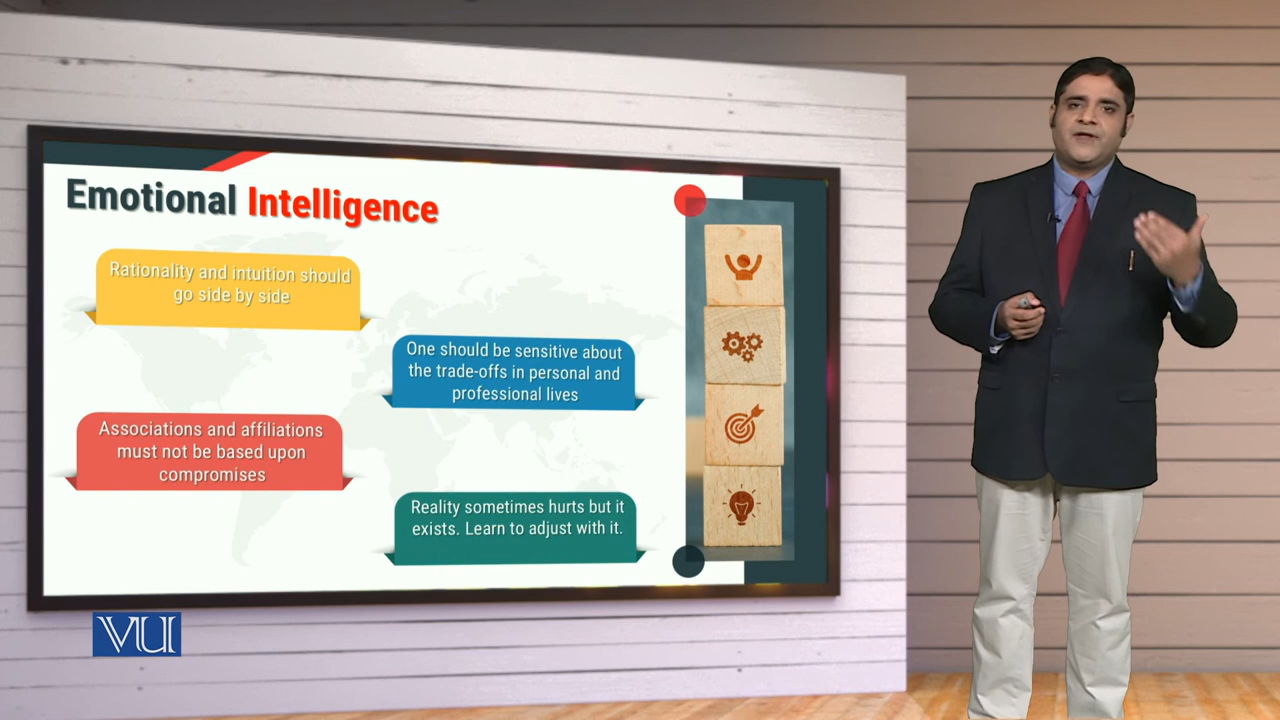 Emotional Intelligence
Rationality and intuition should
go side by side
One should be sensitive about
the trade-offs in personal and
professional lives
Associations and affiliations
must not be based upon
compromises
Reality sometimes hurts but it
exists. Learn to adjust with it.
VU